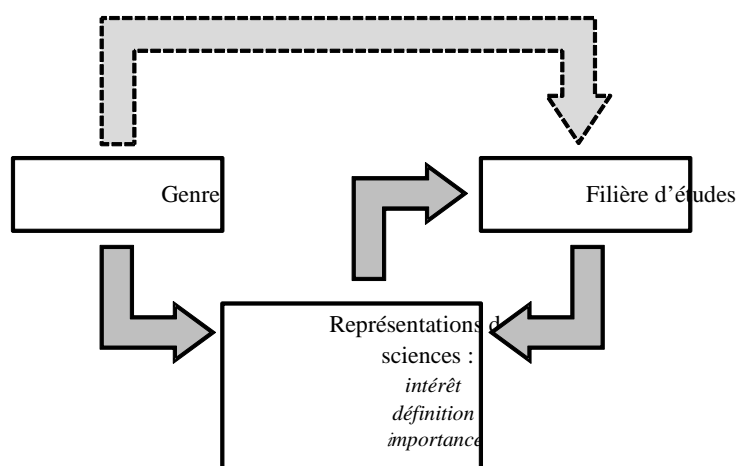 Genre
Filière d'études
Représentations d
sciences :
intérêt
définition
importance